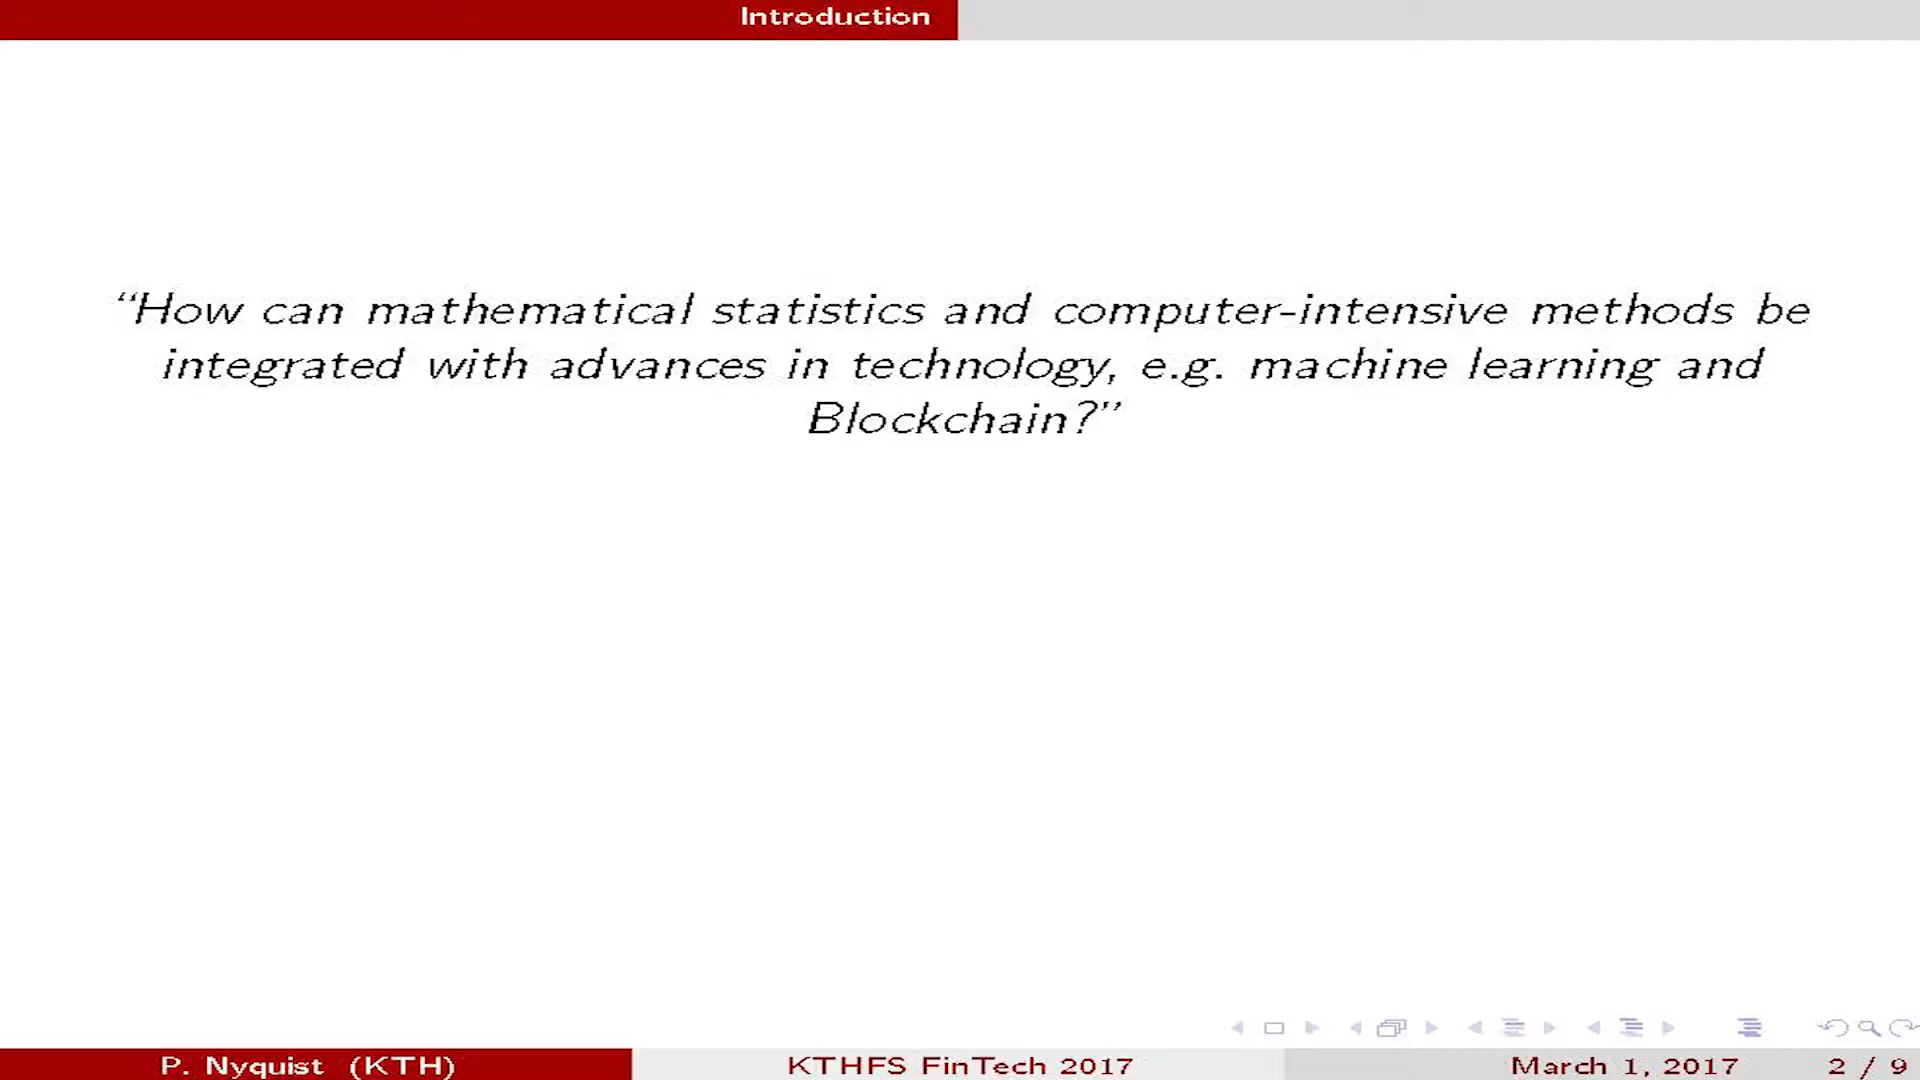 Introduction
“How can mathematical statistics and computer-intensive methods be
integrated with advances in technology, e.g. machine learning and
Blockchain?”
P. Nyquist (KTH) KTHFS FinTech 2017 March 1, 2017 2 / 9